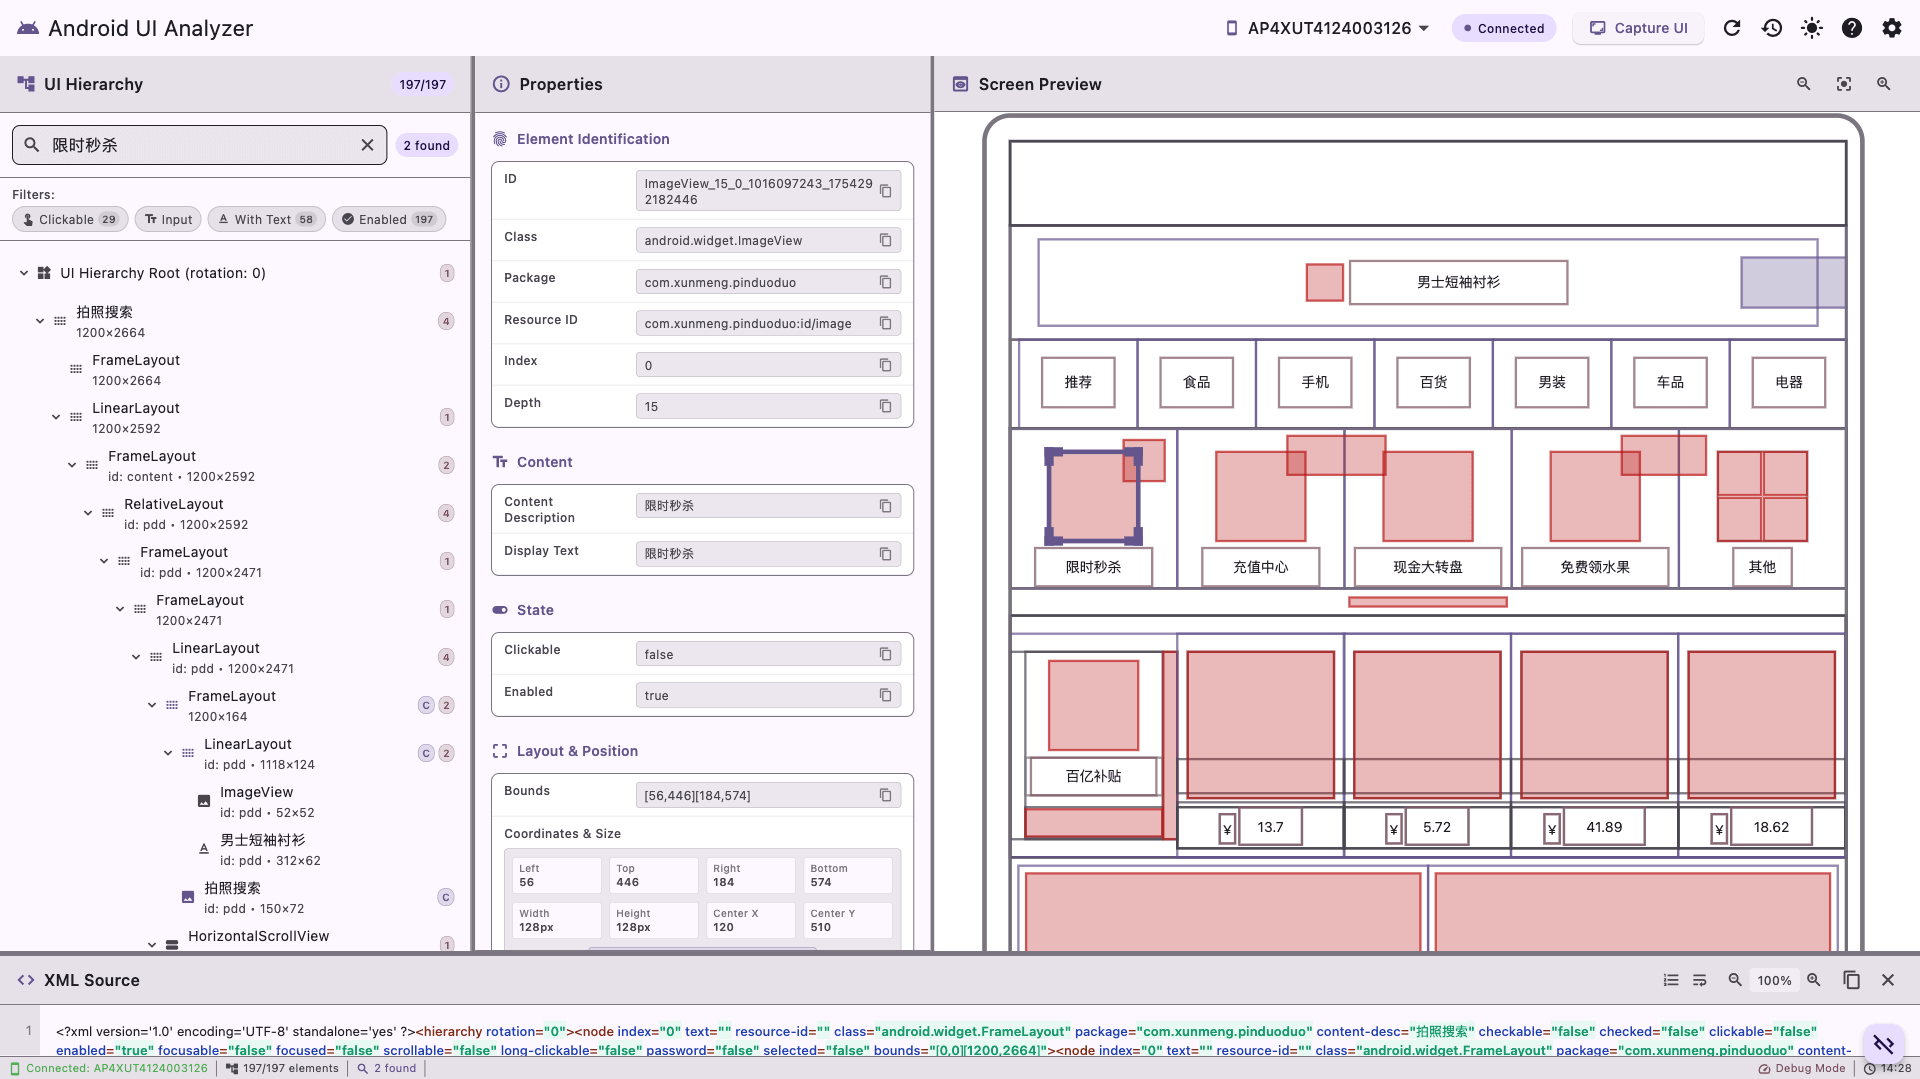 Android UI Analyzer
AP4XUT4124003126
Connected
Capture UI
UI Hierarchy
197/197
限时秒杀
2 found
Filters:
Clickable 29
Input
With Text 58
Enabled 197
UI Hierarchy Root (rotation: 0)
1
拍照搜索
1200×2664
4
FrameLayout
1200×2664
LinearLayout
1200×2592
1
FrameLayout
id: content • 1200×2592
2
RelativeLayout
id: pdd • 1200×2592
4
FrameLayout
id: pdd • 1200×2471
1
FrameLayout
1200×2471
1
LinearLayout
id: pdd • 1200×2471
4
FrameLayout
1200×164
C 2
LinearLayout
id: pdd • 1118×124
C 2
ImageView
id: pdd • 52×52
男士短袖衬衫
id: pdd • 312×62
拍照搜索
id: pdd • 150×72
C
HorizontalScrollView
1
Properties
Element Identification
ID
ImageView_15_0_1016097243_175429
2182446
Class
android.widget.ImageView
Package
com.xunmeng.pinduoduo
Resource ID
com.xunmeng.pinduoduo:id/image
Index
0
Depth
15
Content
Content
Description
限时秒杀
Display Text
限时秒杀
State
Clickable
false
Enabled
true
Layout & Position
Bounds
[56,446][184,574]
Coordinates & Size
Left
56
Top
446
Right
184
Bottom
574
Width
128px
Height
128px
Center X
120
Center Y
510
Screen Preview
男士短袖衬衫
推荐
食品
手机
百货
男装
车品
电器
限时秒杀
充值中心
现金大转盘
免费领水果
其他
百亿补贴
¥ 13.7
¥ 5.72
¥ 41.89
¥ 18.62
XML Source
100%
1
<?xml version='1.0' encoding='UTF-8' standalone='yes' ?><hierarchy rotation="0"><node index="0" text="" resource-id="" class="android.widget.FrameLayout" package="com.xunmeng.pinduoduo" content-desc="拍照搜索" checkable="false" checked="false" clickable="false"
enabled="true" focusable="false" focused="false" scrollable="false" long-clickable="false" password="false" selected="false" bounds="[0,0][1200,2664]"><node index="0" text="" resource-id="" class="android.widget.FrameLayout" package="com.xunmeng.pinduoduo" content-
Connected: AP4XUT4124003126
197/197 elements
2 found
Debug Mode
14:28